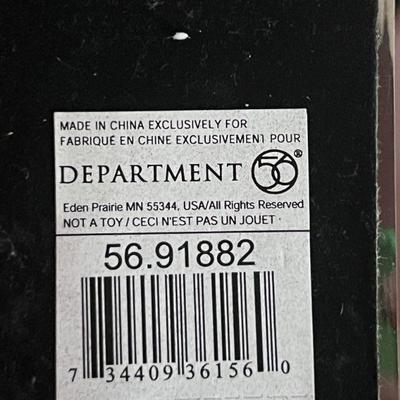 MADE IN CHINA EXCLUSIVELY FOR
FABRIQUÉ EN CHINE EXCLUSIVEMENT POUR
DEPARTMENT 56®
Eden Prairie MN 55344, USA/All Rights Reserved
NOT A TOY / CECI N'EST PAS UN JOUET ·
56.91882
7 34409 36156 0